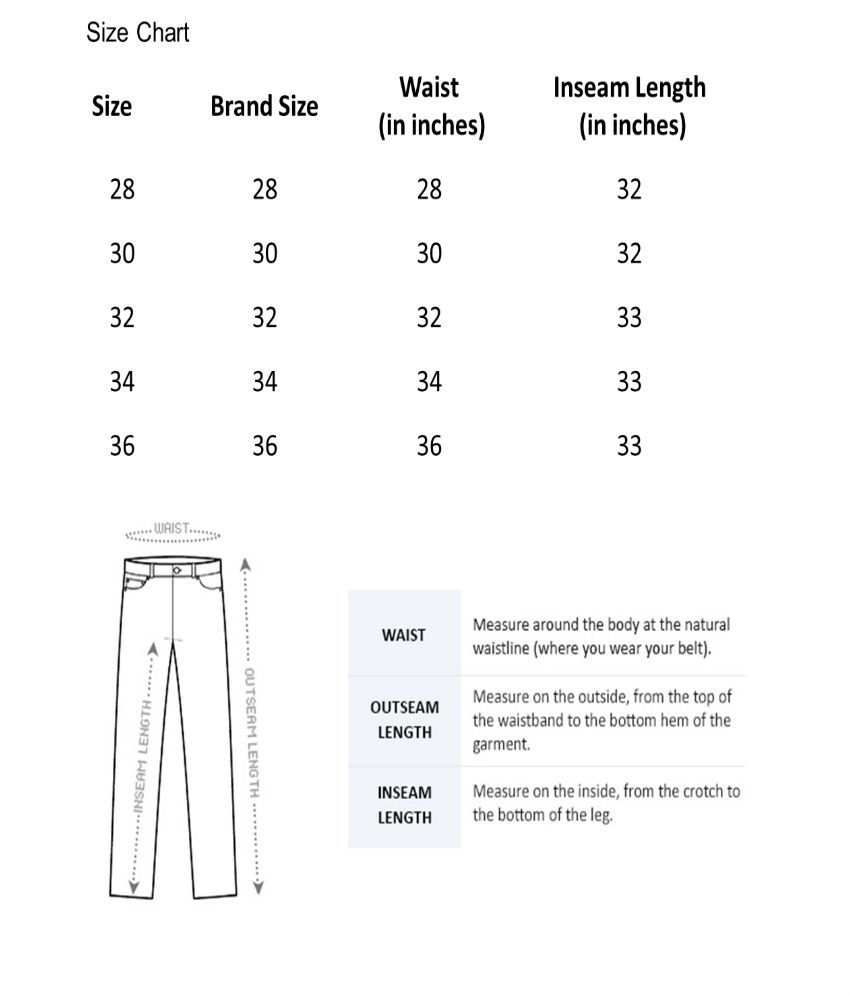 Size Chart
Size Brand Size Waist (in inches) Inseam Length (in inches)
28 28 28 32
30 30 30 32
32 32 32 33
34 34 34 33
36 36 36 33
WAIST
INSEAM LENGTH
OUTSEAM LENGTH
WAIST
Measure around the body at the natural
waistline (where you wear your belt).
OUTSEAM
LENGTH
Measure on the outside, from the top of
the waistband to the bottom hem of the
garment.
INSEAM
LENGTH
Measure on the inside, from the crotch to
the bottom of the leg.